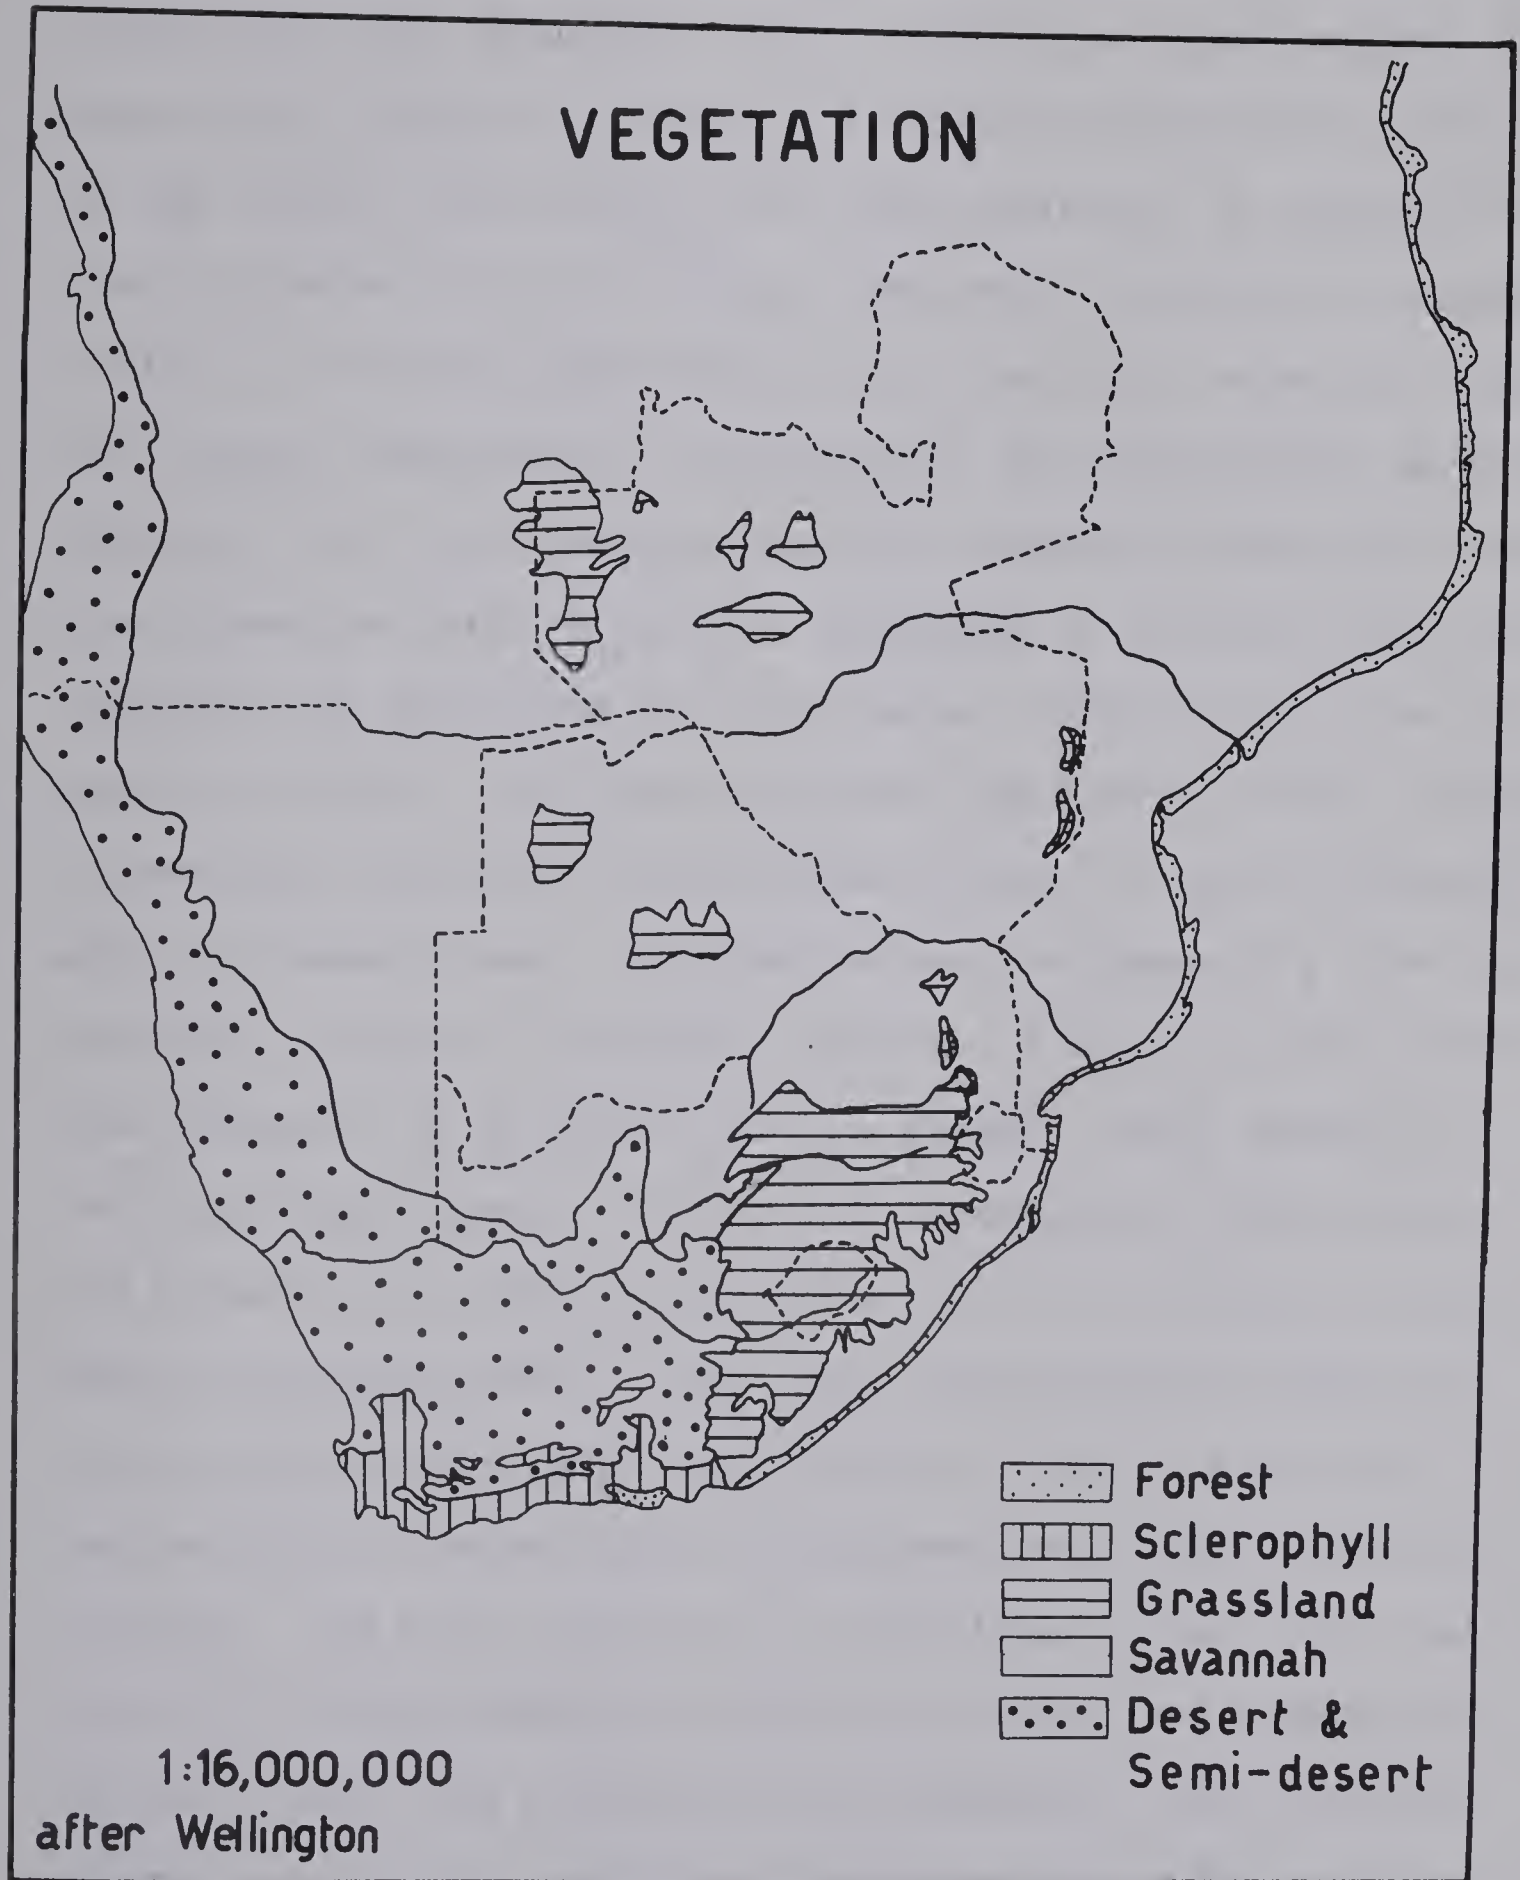 VEGETATION
Forest
Sclerophyll
Grassland
Savannah
Desert &
Semi-desert
1:16,000,000
after Wellington